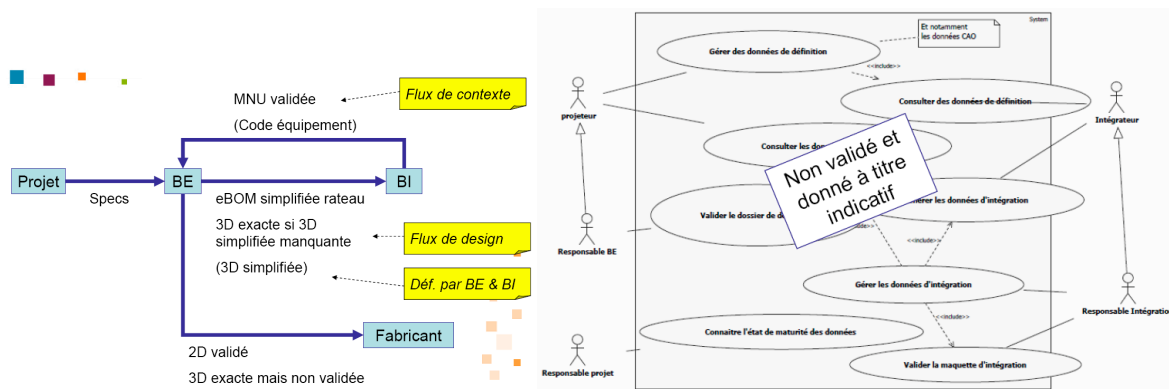 MNU validée
(Code équipement)
Flux de contexte
Projet
BE
BI
Specs
eBOM simplifiée rateau
3D exacte si 3D
simplifiée manquante
(3D simplifiée)
Flux de design
Déf. par BE & BI
Fabricant
2D validé
3D exacte mais non validée
System
Et notamment
les données CAO
Gérer des données de définition
<<include>>
Consulter des données de définition
projeteur
Intégrateur
Consulter les
Non validé et
donné à titre
indicatif
Valider le dossier de
les données d'intégration
<<include>>
Responsable BE
Gérer les données d'intégration
<<include>>
Responsable Intégration
Connaitre l'état de maturité des données
Responsable projet
Valider la maquette d'intégration